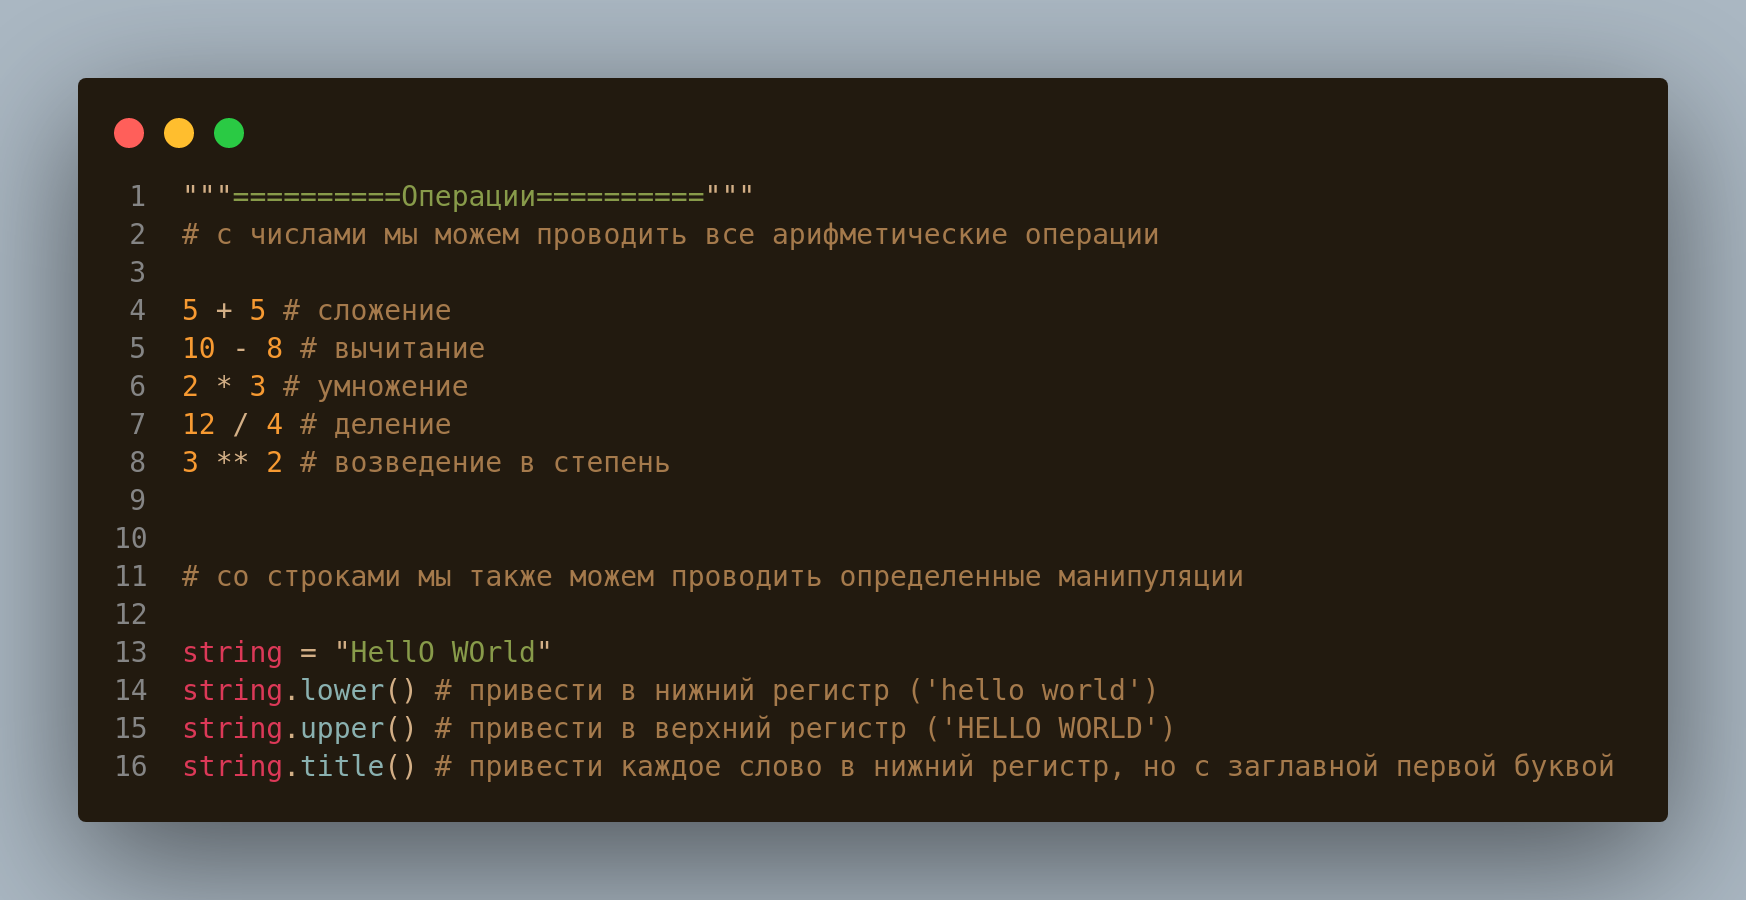 1 """==========Операции=========="""
2 # с числами мы можем проводить все арифметические операции
3
4 5 + 5 # сложение
5 10 - 8 # вычитание
6 2 * 3 # умножение
7 12 / 4 # деление
8 3 ** 2 # возведение в степень
9
10
11 # со строками мы также можем проводить определенные манипуляции
12
13 string = "HellO WOrld"
14 string.lower() # привести в нижний регистр ('hello world')
15 string.upper() # привести в верхний регистр ('HELLO WORLD')
16 string.title() # привести каждое слово в нижний регистр, но с заглавной первой буквой